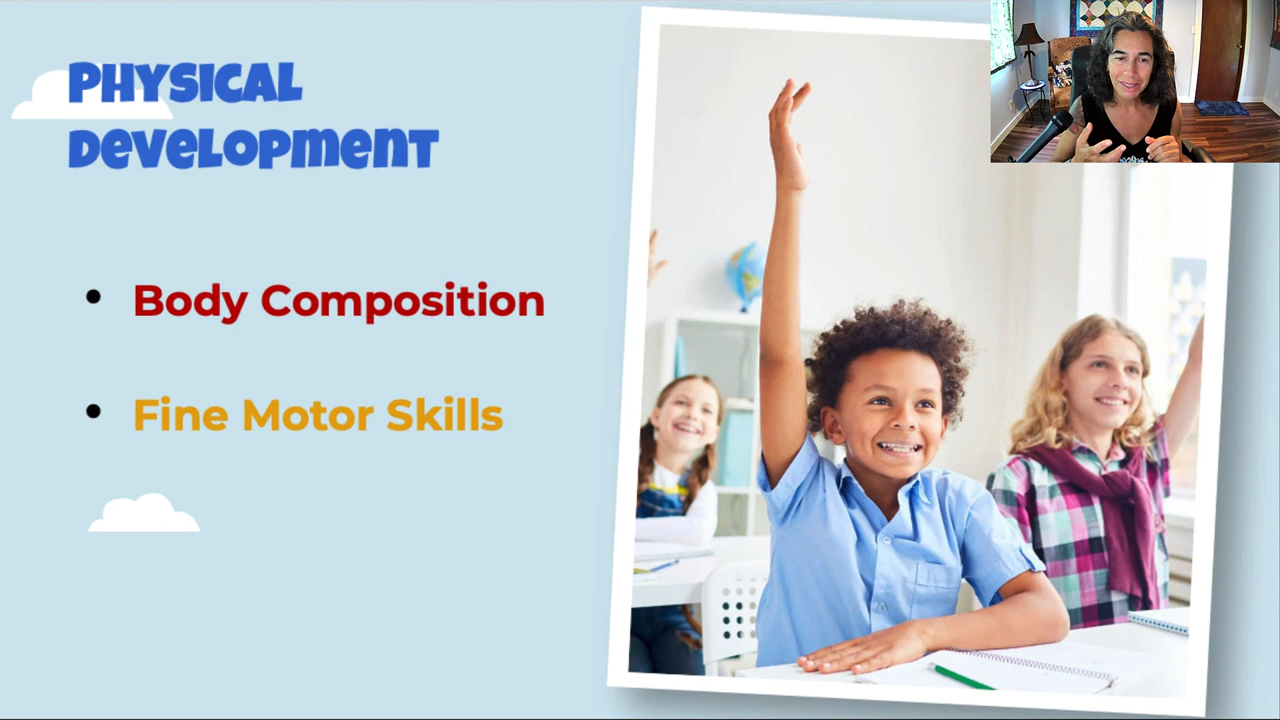 PHYSICAL
DEVELOPMENT
• Body Composition
• Fine Motor Skills